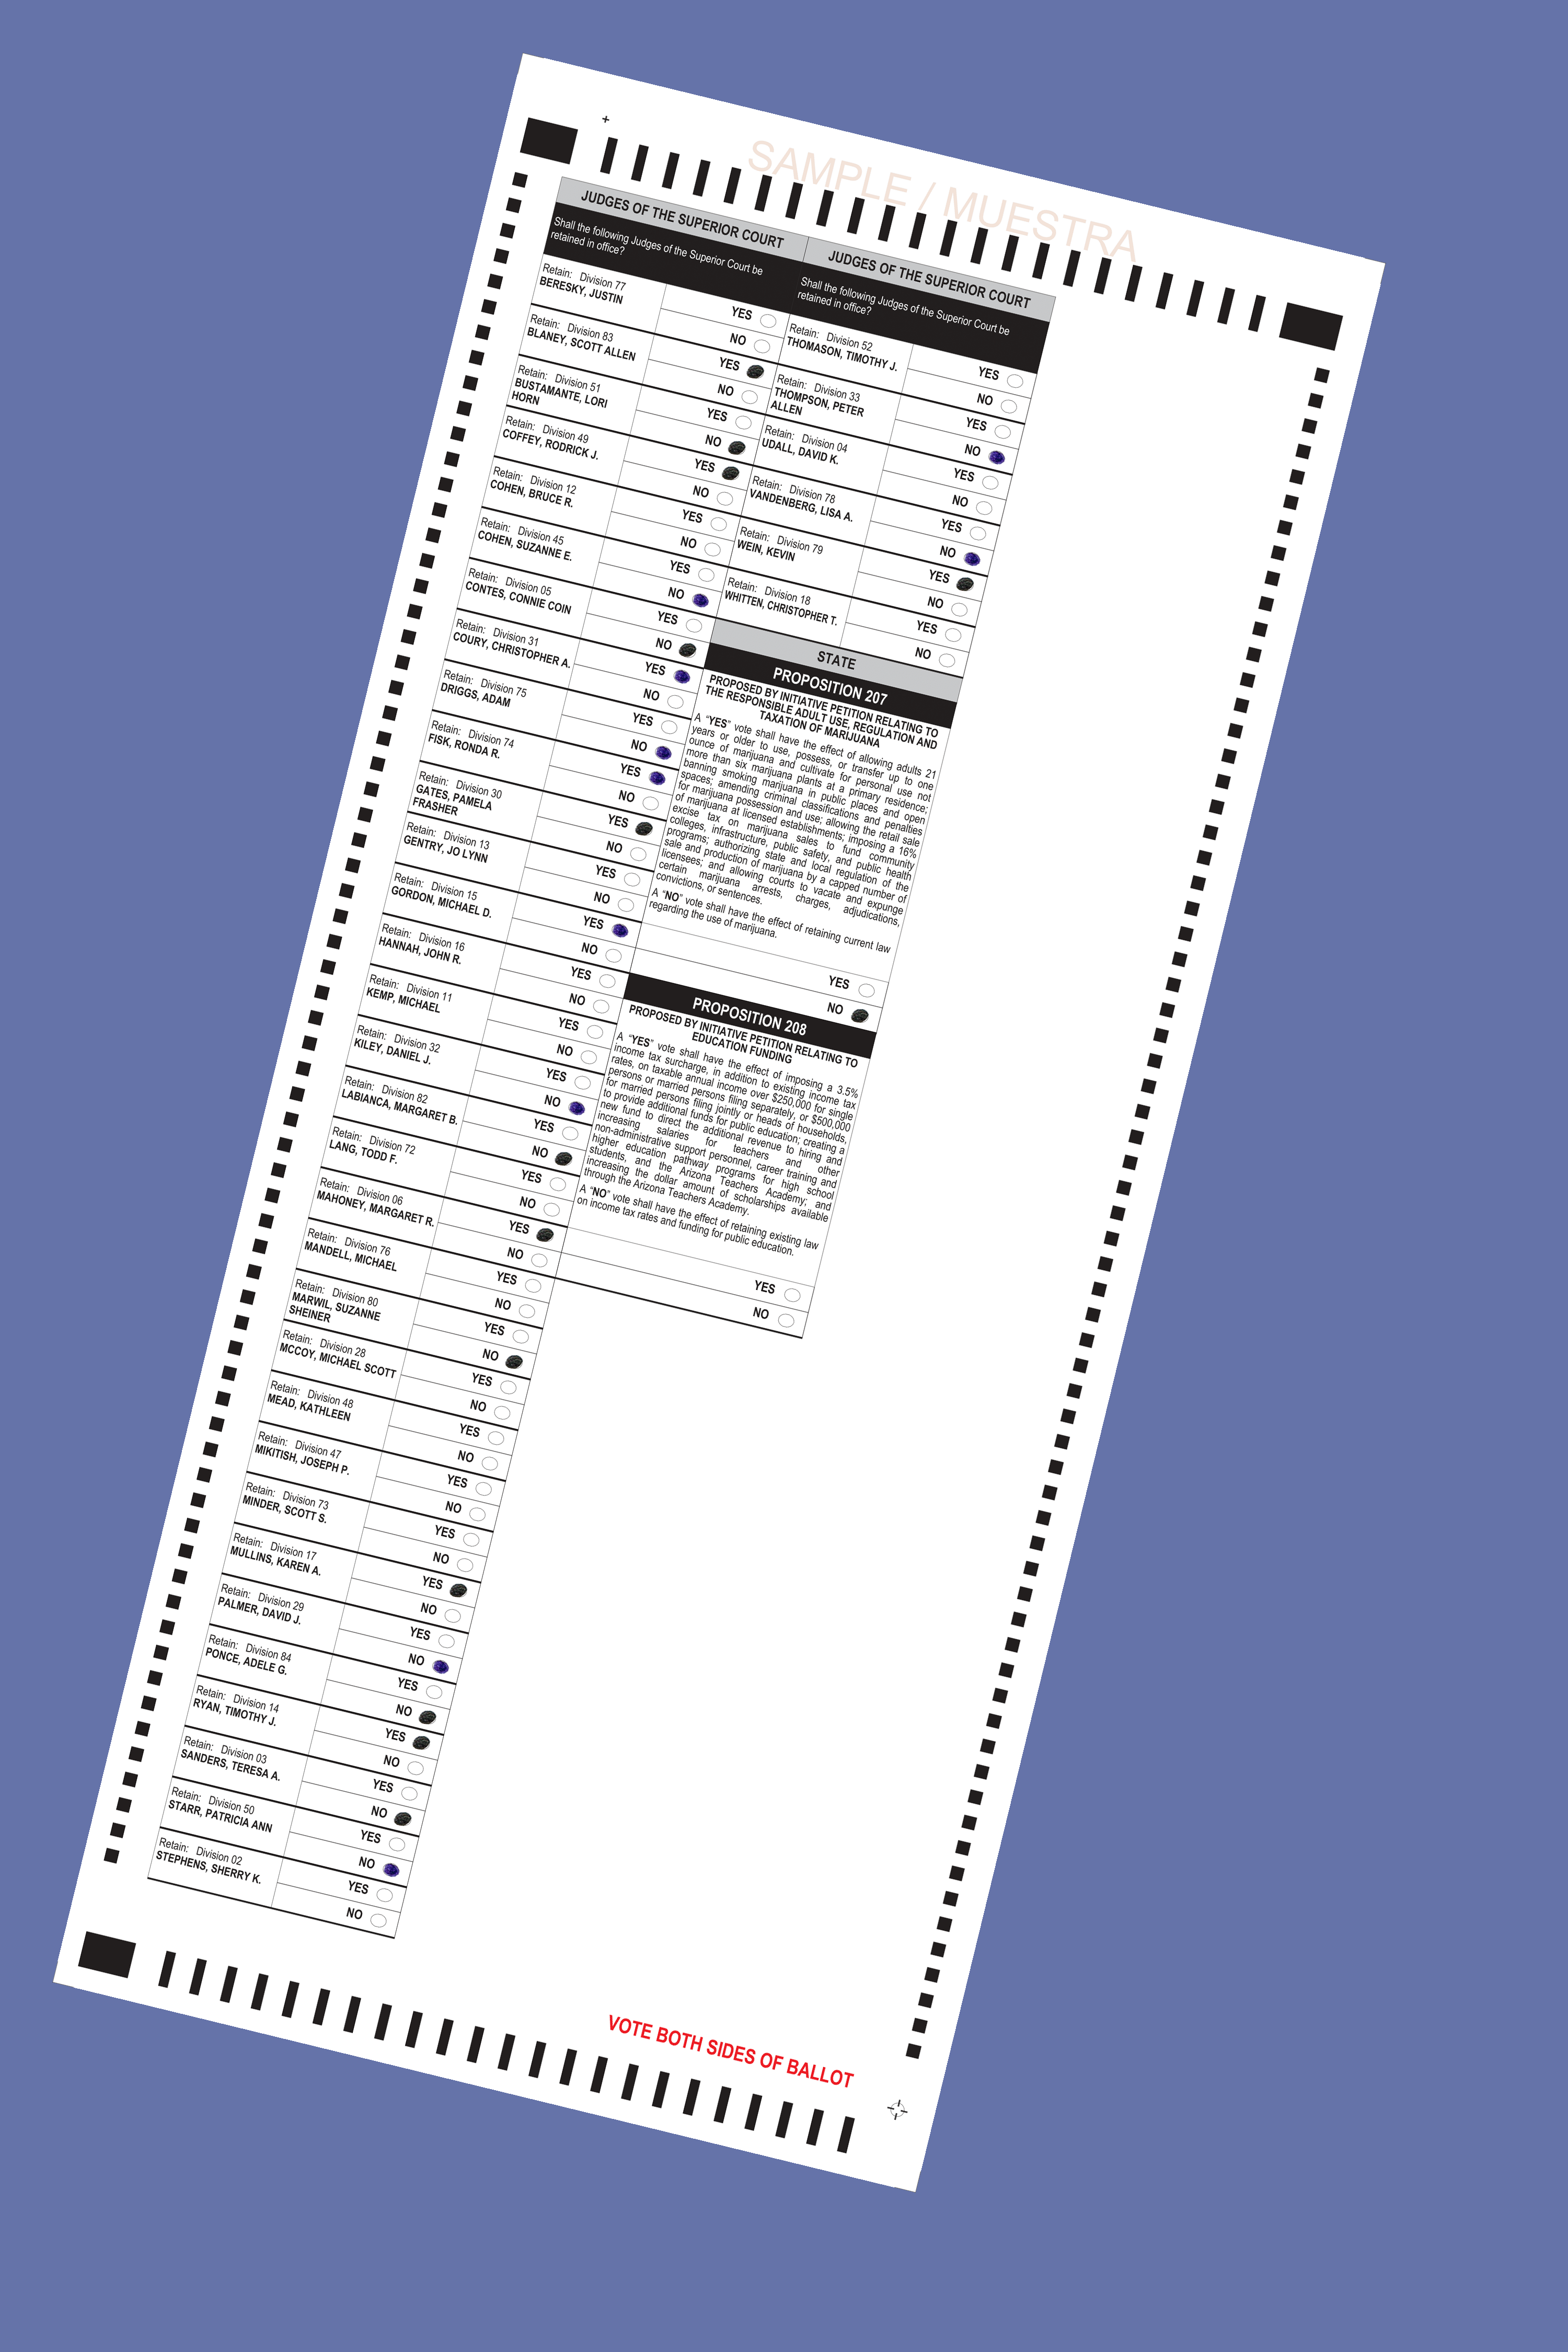 SAMPLE / MUESTRA
JUDGES OF THE SUPERIOR COURT
Shall the following Judges of the Superior Court be
retained in office?
Retain: Division 77
BERESKY, JUSTIN
YES
NO
Retain: Division 83
BLANEY, SCOTT ALLEN
YES
NO
Retain: Division 51
BUSTAMANTE, LORI
HORN
YES
NO
Retain: Division 49
COFFEY, RODRICK J.
YES
NO
Retain: Division 12
COHEN, BRUCE R.
YES
NO
Retain: Division 45
COHEN, SUZANNE E.
YES
NO
Retain: Division 05
CONTES, CONNIE COIN
YES
NO
Retain: Division 31
COURY, CHRISTOPHER A.
YES
NO
Retain: Division 75
DRIGGS, ADAM
YES
NO
Retain: Division 74
FISK, RONDA R.
YES
NO
Retain: Division 30
GATES, PAMELA
FRASHER
YES
NO
Retain: Division 13
GENTRY, JO LYNN
YES
NO
Retain: Division 15
GORDON, MICHAEL D.
YES
NO
Retain: Division 16
HANNAH, JOHN R.
YES
NO
Retain: Division 11
KEMP, MICHAEL
YES
NO
Retain: Division 32
KILEY, DANIEL J.
YES
NO
Retain: Division 82
LABIANCA, MARGARET B.
YES
NO
Retain: Division 72
LANG, TODD F.
YES
NO
Retain: Division 06
MAHONEY, MARGARET R.
YES
NO
Retain: Division 76
MANDELL, MICHAEL
YES
NO
Retain: Division 80
MARWIL, SUZANNE
SHEINER
YES
NO
Retain: Division 28
MCCOY, MICHAEL SCOTT
YES
NO
Retain: Division 48
MEAD, KATHLEEN
YES
NO
Retain: Division 47
MIKITISH, JOSEPH P.
YES
NO
Retain: Division 73
MINDER, SCOTT S.
YES
NO
Retain: Division 17
MULLINS, KAREN A.
YES
NO
Retain: Division 29
PALMER, DAVID J.
YES
NO
Retain: Division 84
PONCE, ADELE G.
YES
NO
Retain: Division 14
RYAN, TIMOTHY J.
YES
NO
Retain: Division 03
SANDERS, TERESA A.
YES
NO
Retain: Division 50
STARR, PATRICIA ANN
YES
NO
Retain: Division 02
STEPHENS, SHERRY K.
YES
NO
JUDGES OF THE SUPERIOR COURT
Shall the following Judges of the Superior Court be
retained in office?
Retain: Division 52
THOMASON, TIMOTHY J.
YES
NO
Retain: Division 33
THOMPSON, PETER
ALLEN
YES
NO
Retain: Division 04
UDALL, DAVID K.
YES
NO
Retain: Division 78
VANDENBERG, LISA A.
YES
NO
Retain: Division 79
WEIN, KEVIN
YES
NO
Retain: Division 18
WHITTEN, CHRISTOPHER T.
YES
NO
STATE
PROPOSITION 207
PROPOSED BY INITIATIVE PETITION RELATING TO
THE RESPONSIBLE ADULT USE, REGULATION AND
TAXATION OF MARIJUANA
A "YES" vote shall have the effect of allowing adults 21
years or older to use, possess, or transfer up to one
ounce of marijuana and cultivate for personal use not
more than six marijuana plants at a primary residence;
banning smoking marijuana in public places and open
spaces; amending criminal classifications and penalties
for marijuana possession and use; allowing the retail sale
of marijuana at licensed establishments; imposing a 16%
excise tax on marijuana sales to fund community
colleges, infrastructure, public safety, and public health
programs; authorizing state and local regulation of the
sale and production of marijuana by a capped number of
licensees; and allowing courts to vacate and expunge
certain marijuana arrests, charges, adjudications,
convictions, or sentences.
A "NO" vote shall have the effect of retaining current law
regarding the use of marijuana.
YES
NO
PROPOSITION 208
PROPOSED BY INITIATIVE PETITION RELATING TO
EDUCATION FUNDING
A "YES" vote shall have the effect of imposing a 3.5%
income tax surcharge, in addition to existing income tax
rates, on taxable annual income over $250,000 for single
persons or married persons filing separately, or $500,000
for married persons filing jointly or heads of households,
to provide additional funds for public education; creating a
new fund to direct the additional revenue to hiring and
increasing salaries for teachers and other
non-administrative support personnel, career training and
higher education pathway programs for high school
students, and the Arizona Teachers Academy; and
increasing the dollar amount of scholarships available
through the Arizona Teachers Academy.
A "NO" vote shall have the effect of retaining existing law
on income tax rates and funding for public education.
YES
NO
VOTE BOTH SIDES OF BALLOT